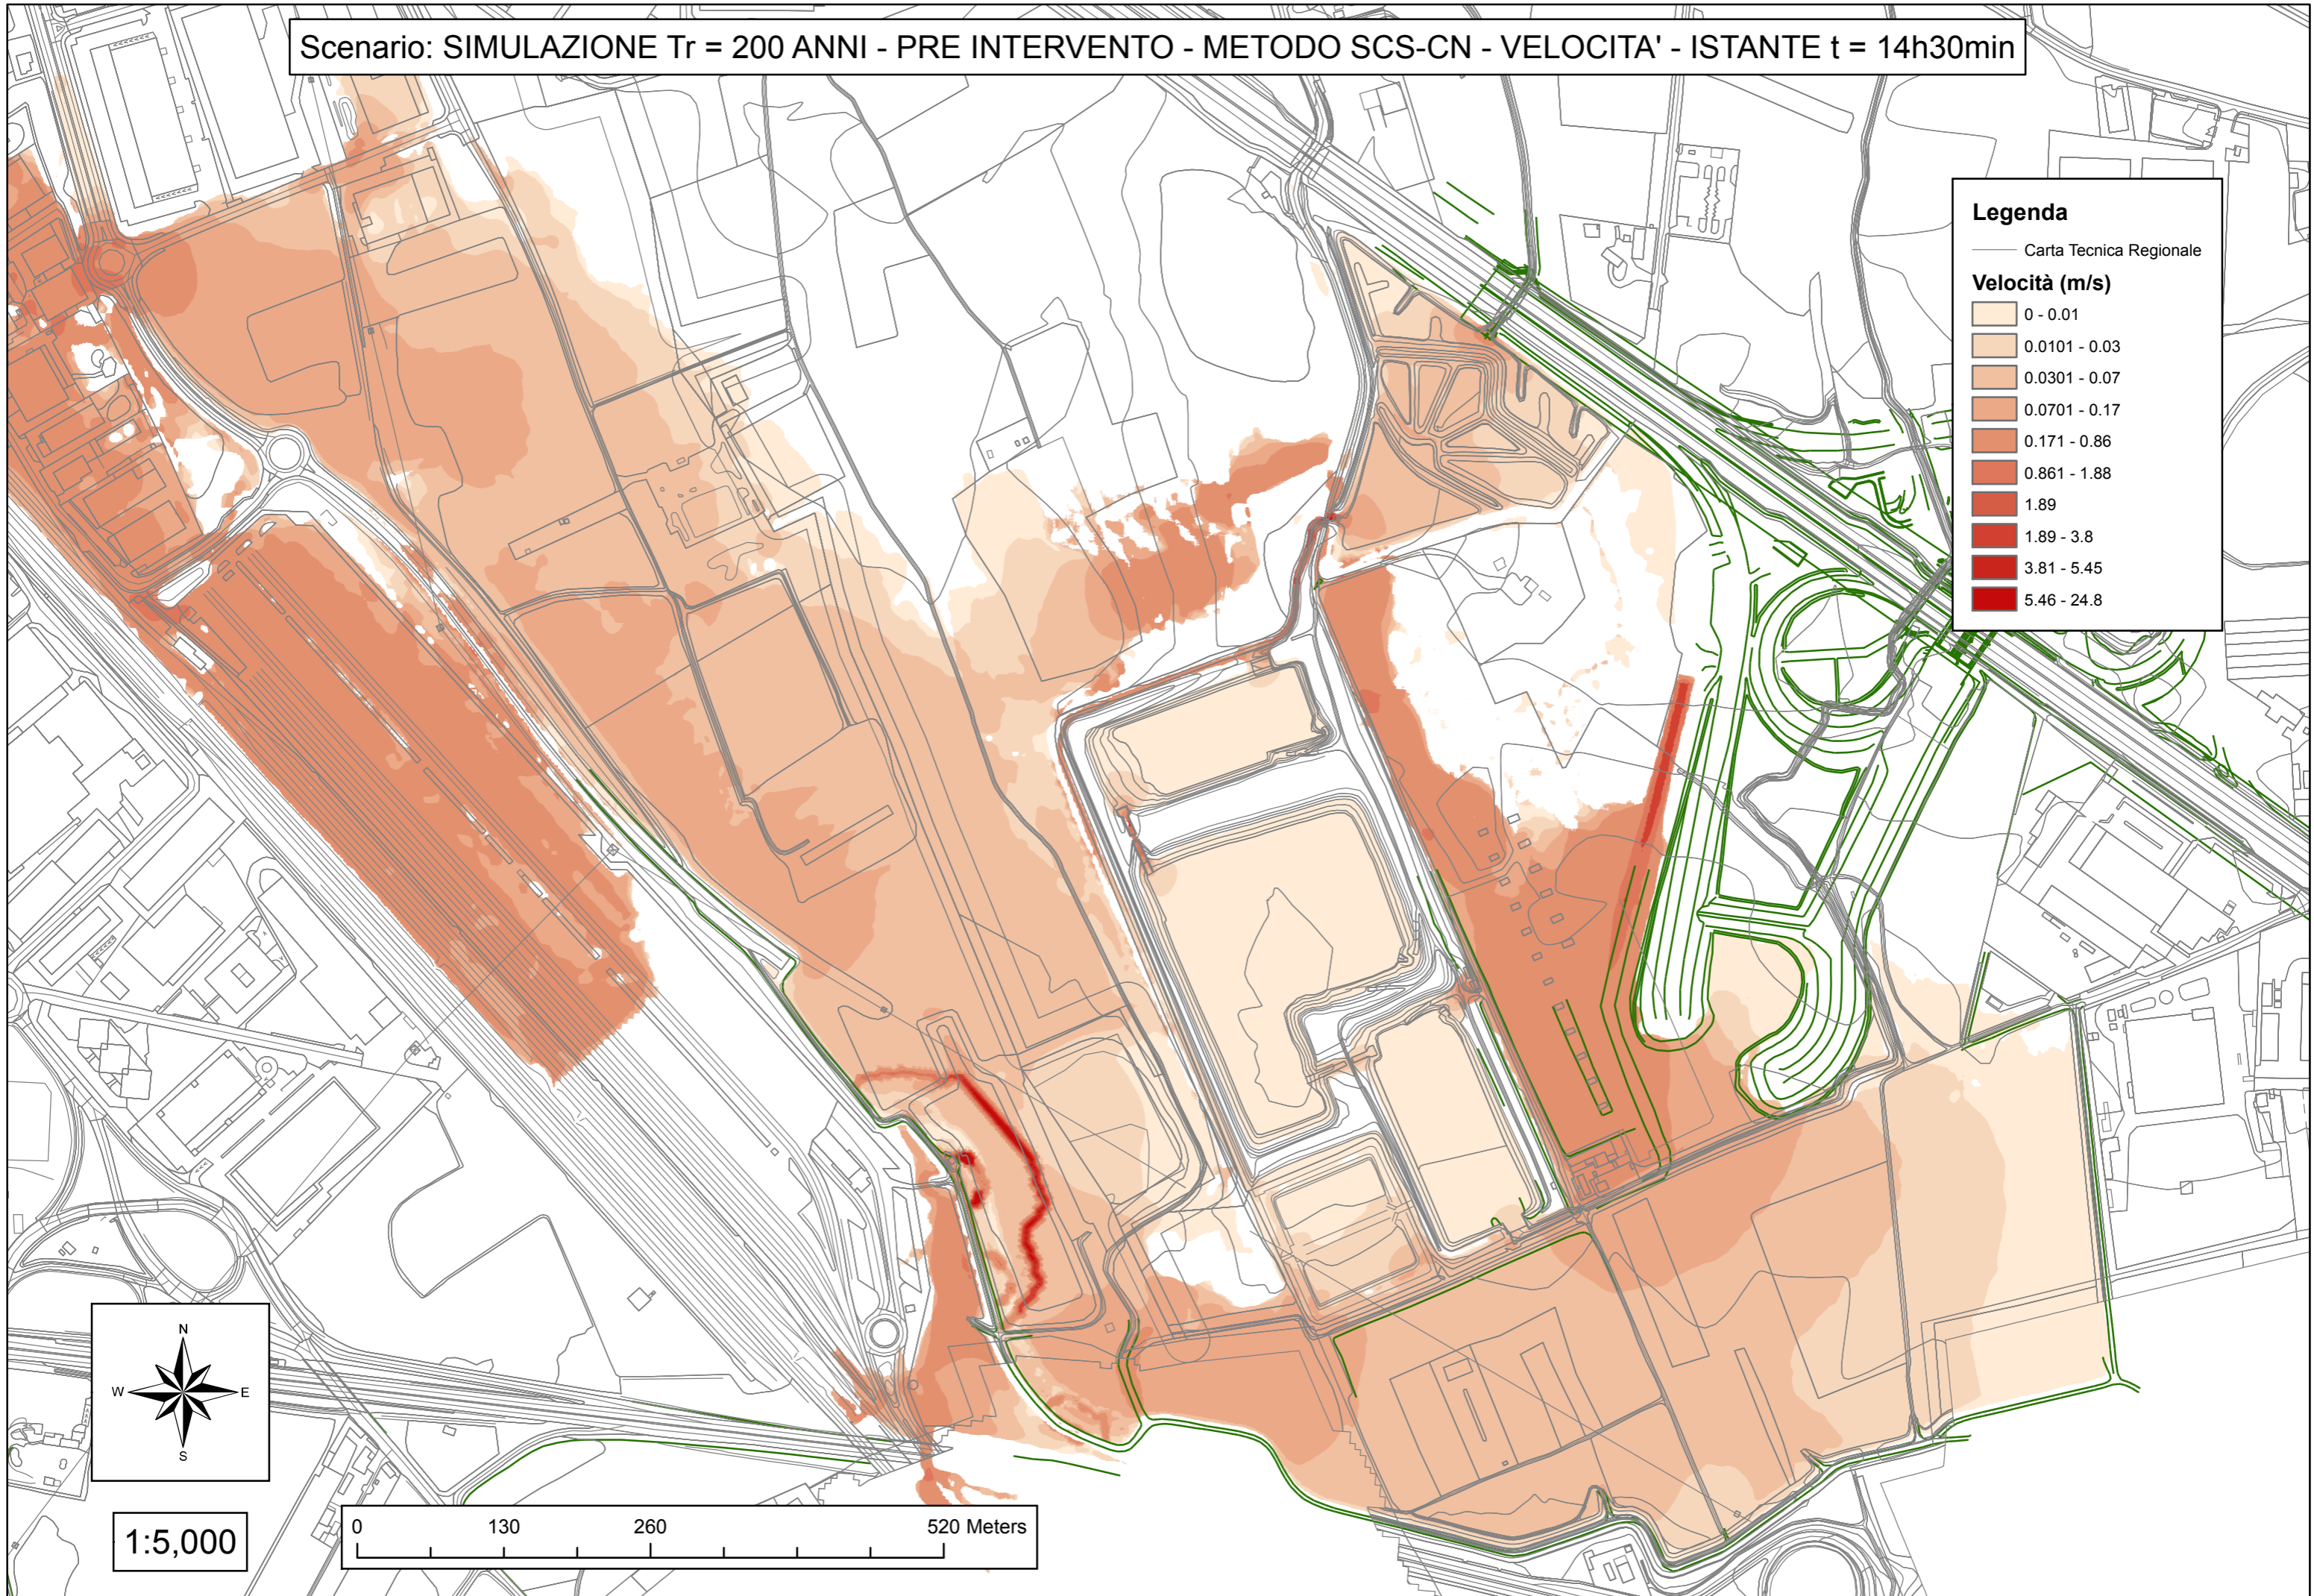 Scenario: SIMULAZIONE Tr = 200 ANNI - PRE INTERVENTO - METODO SCS-CN - VELOCITA' - ISTANTE t = 14h30min
Legenda
Carta Tecnica Regionale
Velocità (m/s)
0 - 0.01
0.0101 - 0.03
0.0301 - 0.07
0.0701 - 0.17
0.171 - 0.86
0.861 - 1.88
1.89
1.89 - 3.8
3.81 - 5.45
5.46 - 24.8
N
W E
S
1:5,000
0 130 260 520 Meters